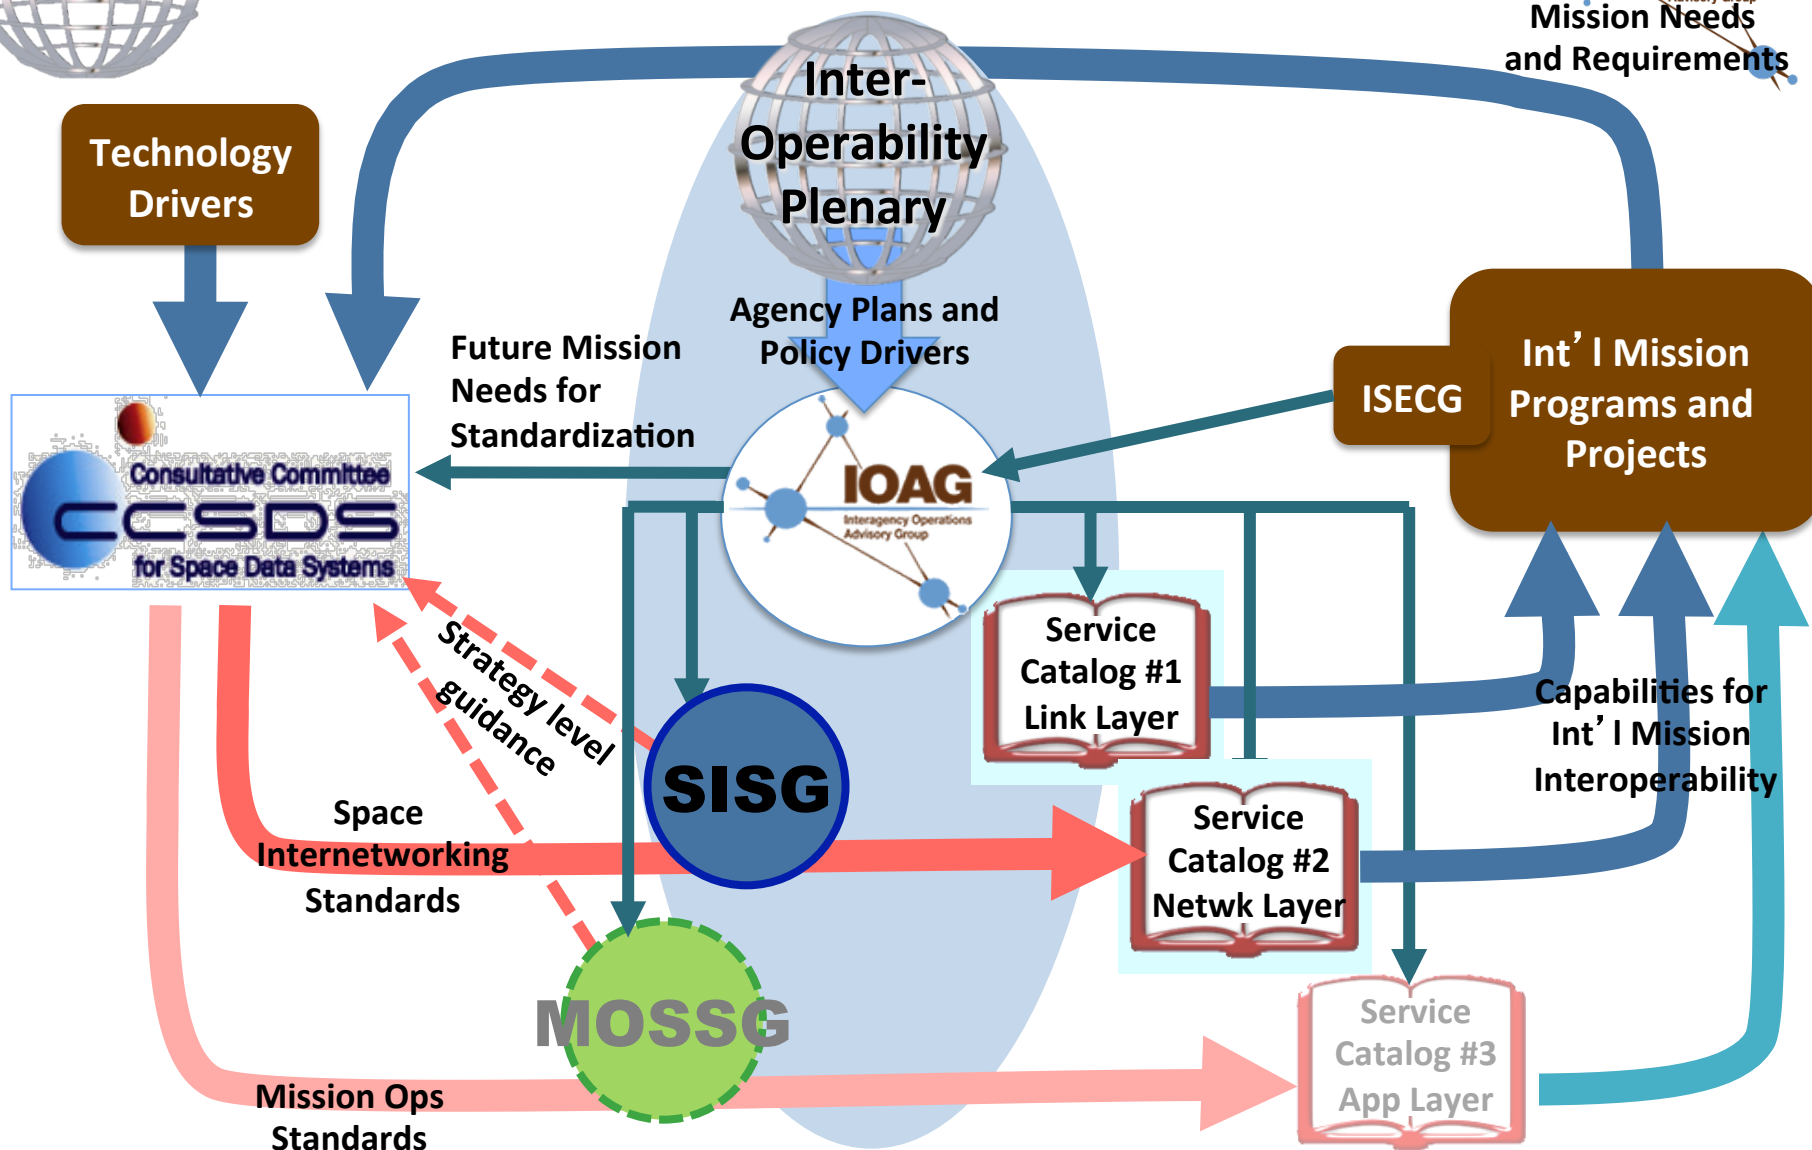 Advisory Group
Mission Needs
and Requirements
Inter-
Operability
Plenary
Technology
Drivers
Agency Plans and
Policy Drivers
Future Mission
Needs for
Standardization
ISECG
Int' l Mission
Programs and
Projects
Consultative Committee
CCSDS
for Space Data Systems
IOAG
Interagency Operations
Advisory Group
Strategy level
guidance
Service
Catalog #1
Link Layer
Capabilities for
Int' l Mission
Interoperability
SISG
Space
Internetworking
Standards
Service
Catalog #2
Netwk Layer
MOSSG
Service
Catalog #3
App Layer
Mission Ops
Standards